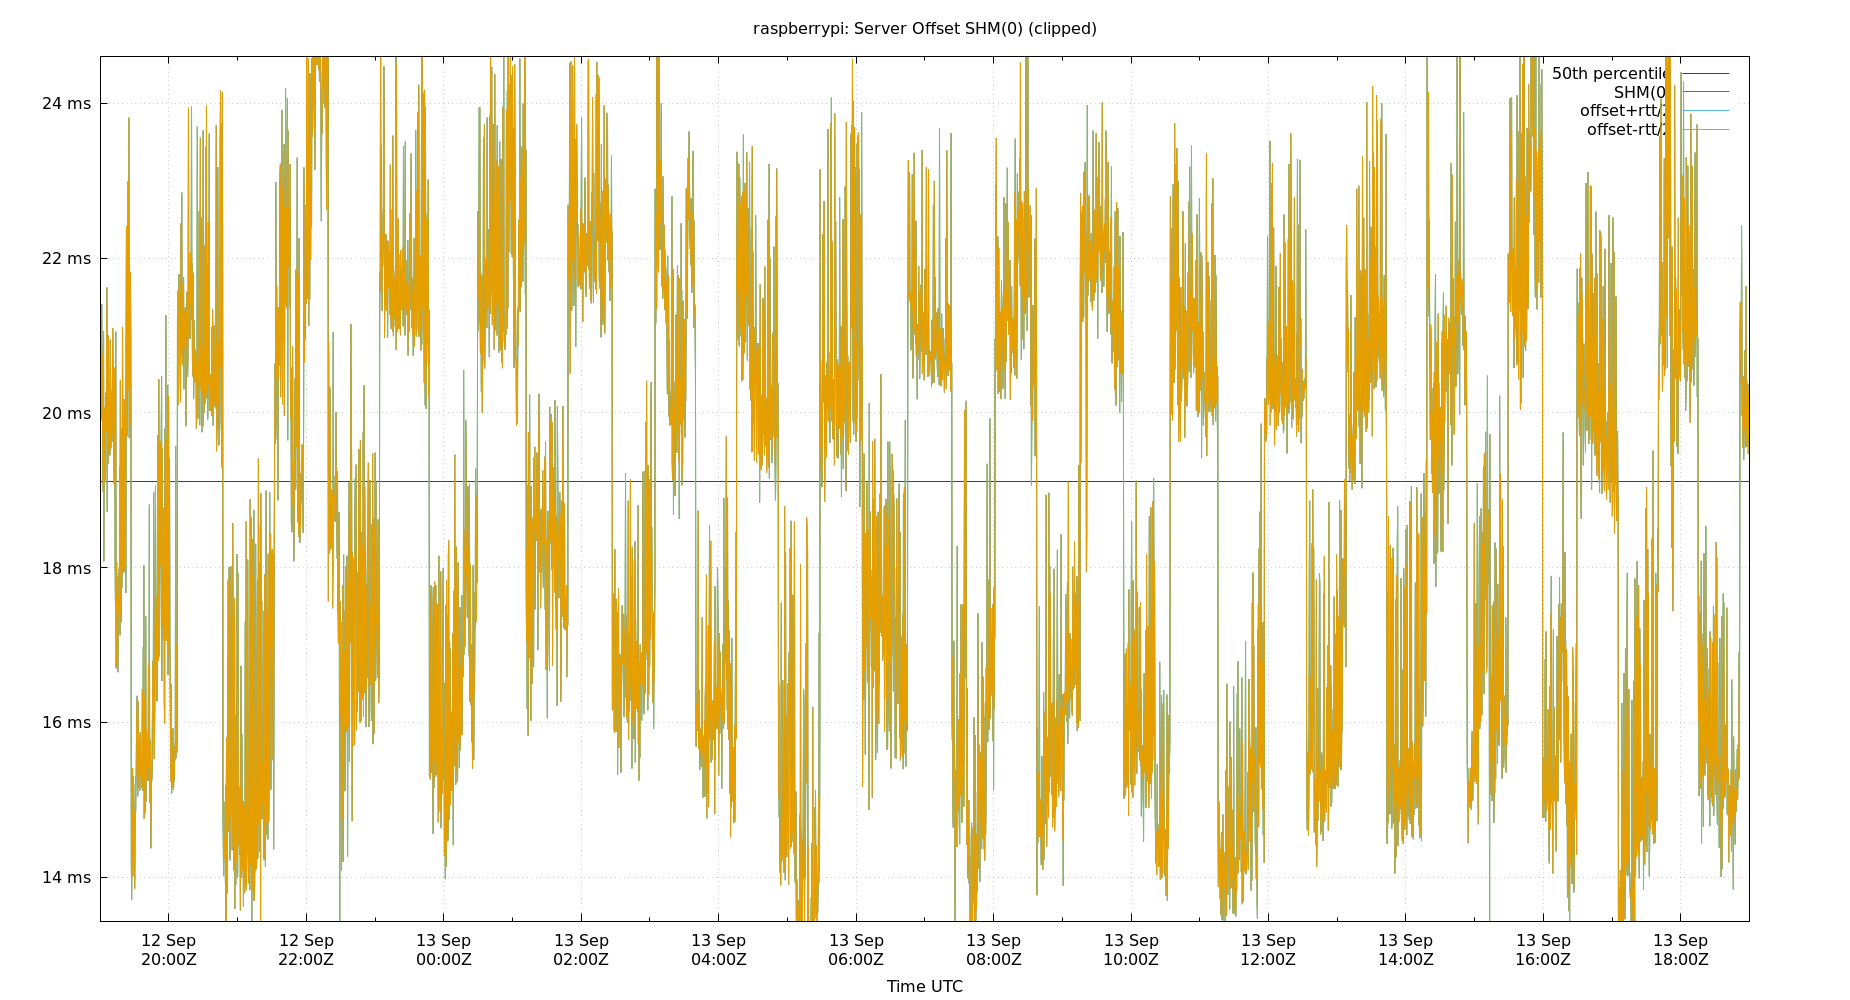 raspberrypi: Server Offset SHM(0) (clipped)
50th percentile
SHM(0)
offset+rtt/2
offset-rtt/2
24 ms
22 ms
20 ms
18 ms
16 ms
14 ms
12 Sep 12 Sep 13 Sep 13 Sep 13 Sep 13 Sep 13 Sep 13 Sep 13 Sep 13 Sep 13 Sep 13 Sep
20:00Z 22:00Z 00:00Z 02:00Z 04:00Z 06:00Z 08:00Z 10:00Z 12:00Z 14:00Z 16:00Z 18:00Z
Time UTC